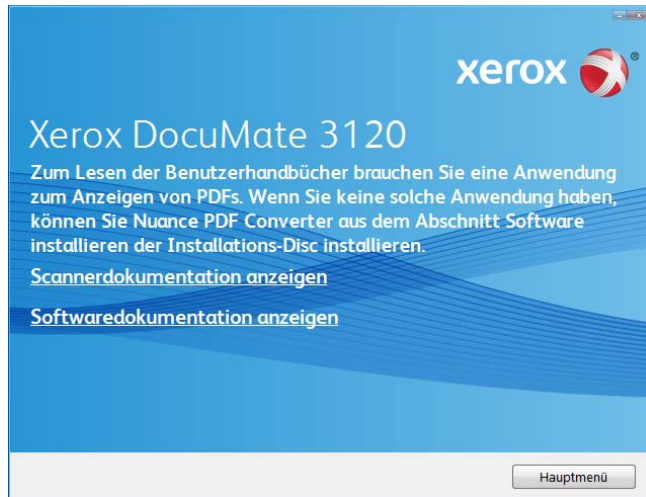 xerox ®
Xerox DocuMate 3120
Zum Lesen der Benutzerhandbücher brauchen Sie eine Anwendung
zum Anzeigen von PDFs. Wenn Sie keine solche Anwendung haben,
können Sie Nuance PDF Converter aus dem Abschnitt Software
installieren der Installations-Disc installieren.
Scannerdokumentation anzeigen
Softwaredokumentation anzeigen
Hauptmenü